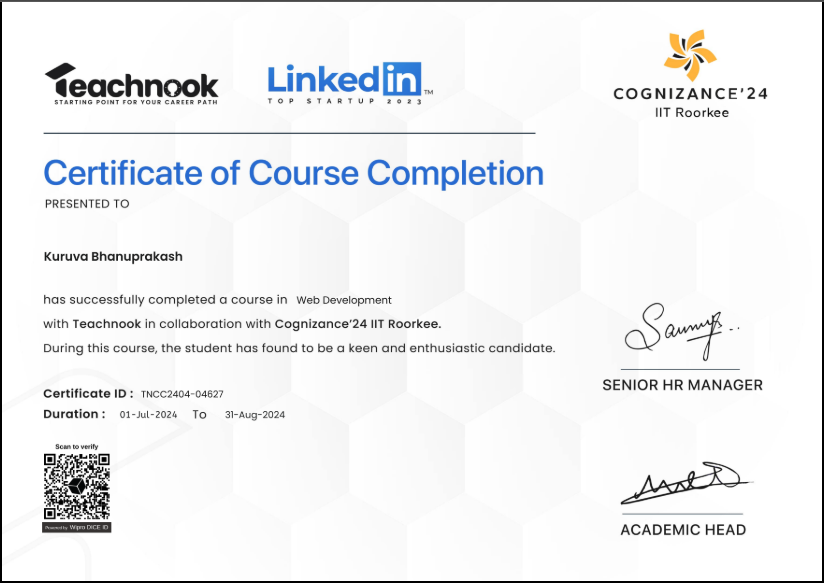 Teachnook
STARTING POINT FOR YOUR CAREER PATH
Linked in TM
TOP STARTUP 2023
COGNIZANCE'24
IIT Roorkee
Certificate of Course Completion
PRESENTED TO
Kuruva Bhanuprakash
has successfully completed a course in Web Development
with Teachnook in collaboration with Cognizance'24 IIT Roorkee.
During this course, the student has found to be a keen and enthusiastic candidate.
Certificate ID : TNCC2404-04627
Duration : 01-Jul-2024 To 31-Aug-2024
Scan to verify
Powered by Wipro DICE ID
SENIOR HR MANAGER
ACADEMIC HEAD